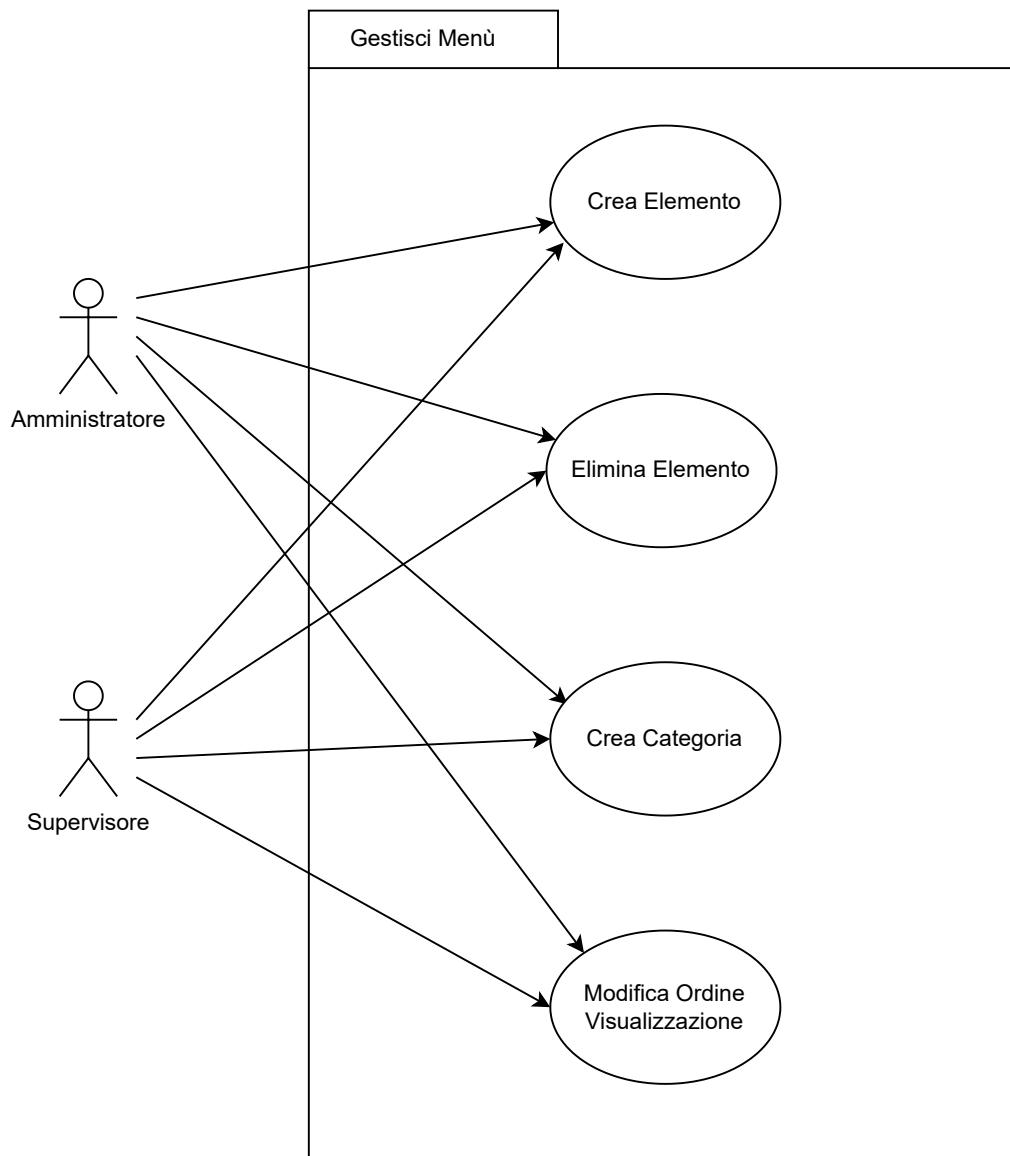 Gestisci Menù
Crea Elemento
Amministratore
Elimina Elemento
Crea Categoria
Supervisore
Modifica Ordine
Visualizzazione